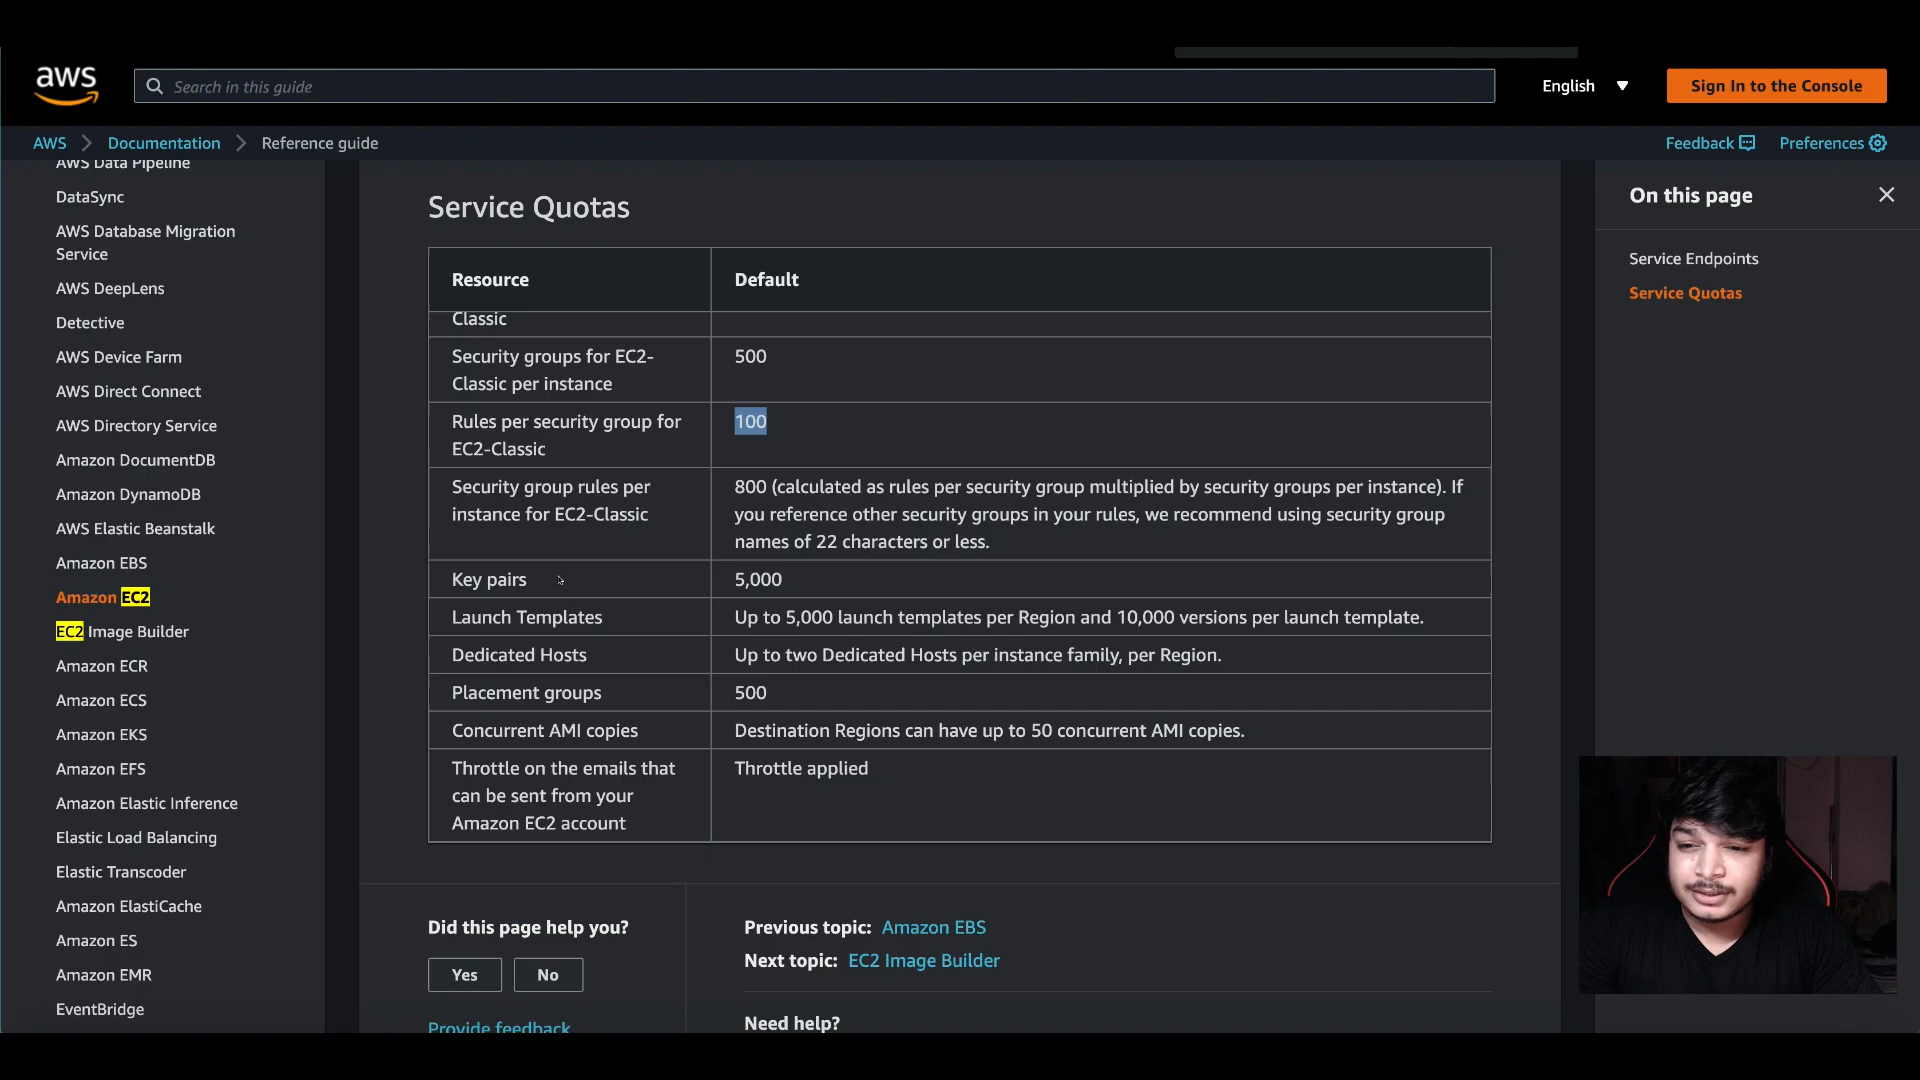 aws
Search in this guide
English
Sign In to the Console
AWS
Documentation
Reference guide
Feedback
Preferences
AWS Data Pipeline
DataSync
AWS Database Migration
Service
AWS DeepLens
Detective
AWS Device Farm
AWS Direct Connect
AWS Directory Service
Amazon DocumentDB
Amazon DynamoDB
AWS Elastic Beanstalk
Amazon EBS
Amazon EC2
EC2 Image Builder
Amazon ECR
Amazon ECS
Amazon EKS
Amazon EFS
Amazon Elastic Inference
Elastic Load Balancing
Elastic Transcoder
Amazon ElastiCache
Amazon ES
Amazon EMR
EventBridge
Service Quotas
Resource
Default
Classic
Security groups for EC2-
Classic per instance
500
Rules per security group for
EC2-Classic
100
Security group rules per
instance for EC2-Classic
800 (calculated as rules per security group multiplied by security groups per instance). If
you reference other security groups in your rules, we recommend using security group
names of 22 characters or less.
Key pairs
5,000
Launch Templates
Up to 5,000 launch templates per Region and 10,000 versions per launch template.
Dedicated Hosts
Up to two Dedicated Hosts per instance family, per Region.
Placement groups
500
Concurrent AMI copies
Destination Regions can have up to 50 concurrent AMI copies.
Throttle on the emails that
can be sent from your
Amazon EC2 account
Throttle applied
Did this page help you?
Yes
No
Provide feedback
Previous topic: Amazon EBS
Next topic: EC2 Image Builder
Need help?
On this page
Service Endpoints
Service Quotas